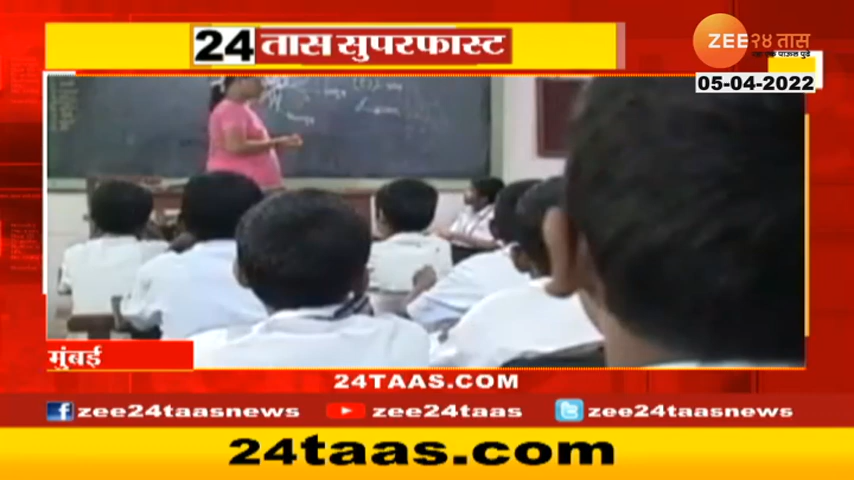 24 तास सुपरफास्ट
ZEE २४ तास
05-04-2022
मुंबई
24TAAS.COM
zee24taasnews zee24taas zee24taasnews
24taas.com